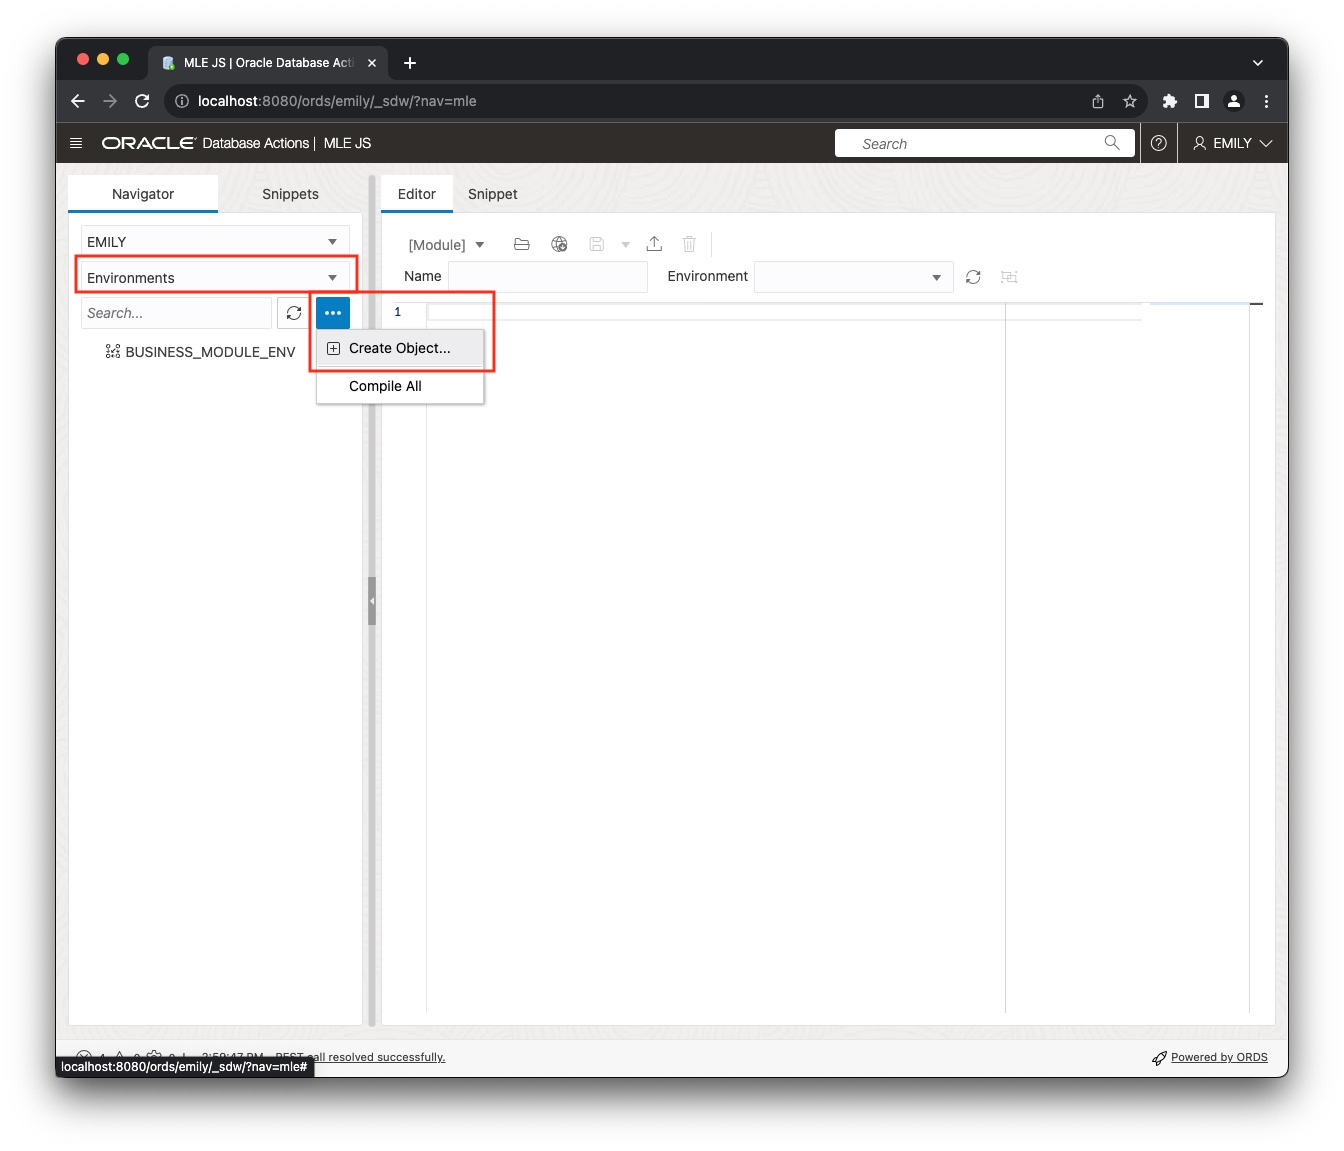 MLE JS | Oracle Database Acti
localhost:8080/ords/emily/_sdw/?nav=mle
ORACLE Database Actions | MLE JS
Search
EMILY
Navigator
Snippets
Editor
Snippet
EMILY
[Module]
Environments
Name
Environment
Search...
1
Create Object...
BUSINESS_MODULE_ENV
Compile All
REST call resolved successfully.
Powered by ORDS
localhost:8080/ords/emily/_sdw/?nav=mle#